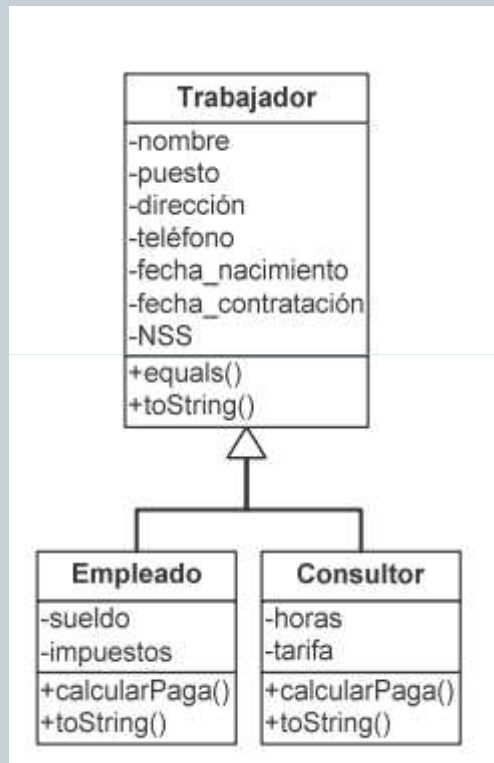 Trabajador
-nombre
-puesto
-dirección
-teléfono
-fecha_nacimiento
-fecha_contratación
-NSS
+equals()
+toString()
Empleado
-sueldo
-impuestos
+calcularPaga()
+toString()
Consultor
-horas
-tarifa
+calcularPaga()
+toString()